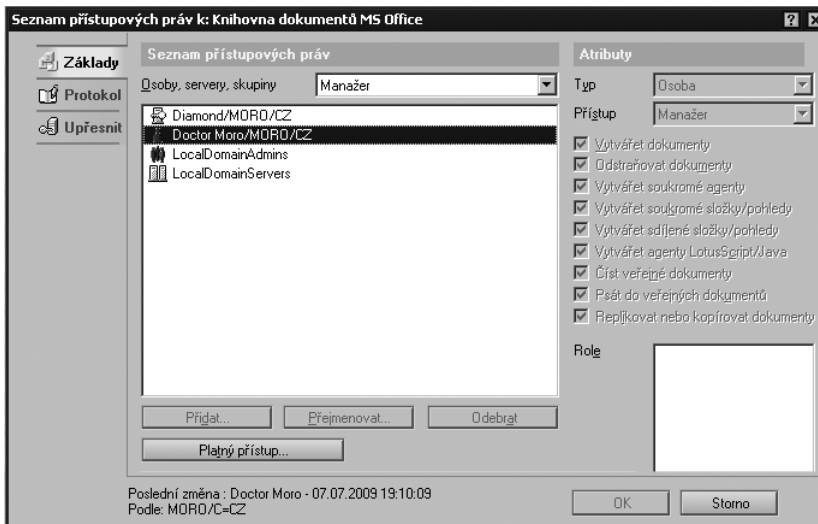 Seznam přístupových práv k: Knihovna dokumentů MS Office
Základy
Protokol
Upřesnit
Seznam přístupových práv
Osoby, servery, skupiny
Manažer
Diamond/MORO/CZ
Doctor Moro/MORO/CZ
LocalDomainAdmins
LocalDomainServers
Přidat...
Přejmenovat...
Odebrat
Platný přístup...
Atributy
Typ
Osoba
Přístup
Manažer
Vytvářet dokumenty
Odstraňovat dokumenty
Vytvářet soukromé agenty
Vytvářet soukromé složky/pohledy
Vytvářet sdílené složky/pohledy
Vytvářet agenty LotusScript/Java
Číst veřejné dokumenty
Psát do veřejných dokumentů
Replikovat nebo kopírovat dokumenty
Role
Poslední změna : Doctor Moro - 07.07.2009 19:10:09
Podle: MORO/C=CZ
OK
Storno